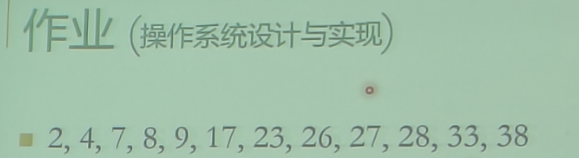 作业 (操作系统设计与实现)
2, 4, 7, 8, 9, 17, 23, 26, 27, 28, 33, 38